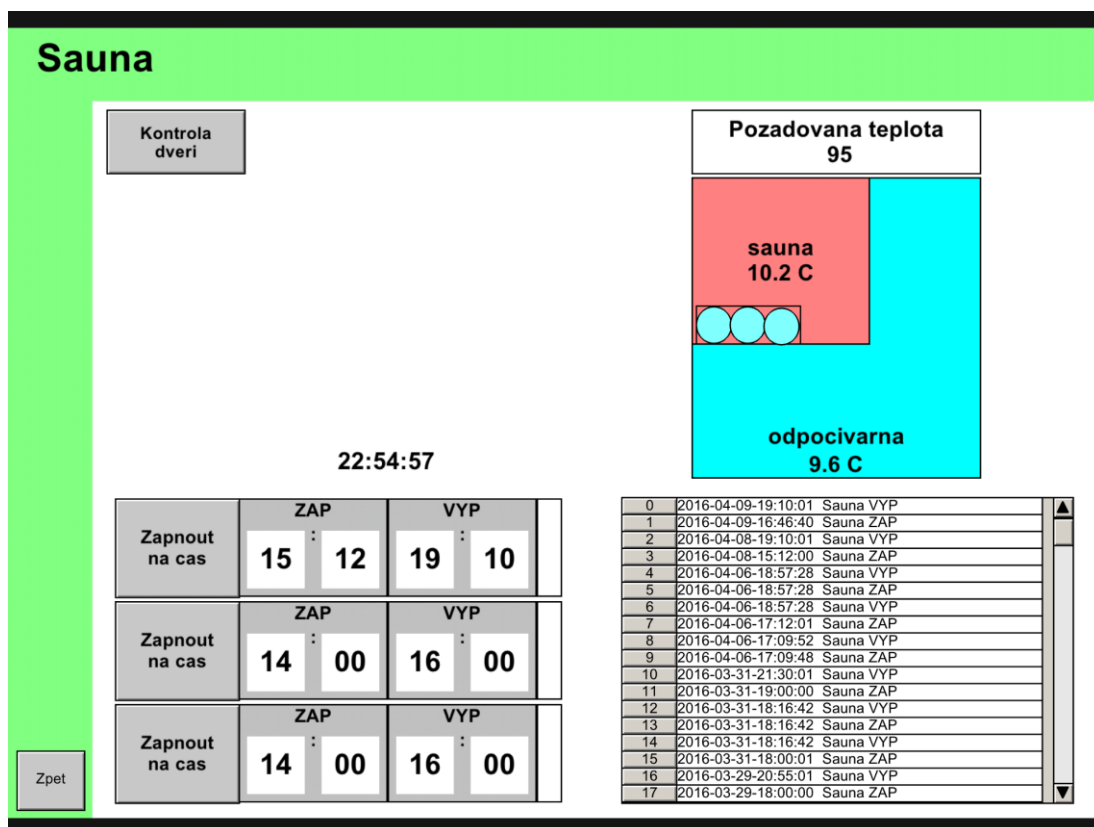 Sauna
Kontrola
dveri
Pozadovana teplota
95
sauna
10.2 C
odpocivarna
9.6 C
22:54:57
Zapnout
na cas
ZAP
VYP
15 : 12
19 : 10
Zapnout
na cas
ZAP
VYP
14 : 00
16 : 00
Zapnout
na cas
ZAP
VYP
14 : 00
16 : 00
0 2016-04-09-19:10:01 Sauna VYP
1 2016-04-09-16:46:40 Sauna ZAP
2 2016-04-08-19:10:01 Sauna VYP
3 2016-04-08-15:12:00 Sauna ZAP
4 2016-04-06-18:57:28 Sauna VYP
5 2016-04-06-18:57:28 Sauna ZAP
6 2016-04-06-18:57:28 Sauna VYP
7 2016-04-06-17:12:01 Sauna ZAP
8 2016-04-06-17:09:52 Sauna VYP
9 2016-04-06-17:09:48 Sauna ZAP
10 2016-03-31-21:30:01 Sauna VYP
11 2016-03-31-19:00:00 Sauna ZAP
12 2016-03-31-18:16:42 Sauna VYP
13 2016-03-31-18:16:42 Sauna ZAP
14 2016-03-31-18:16:42 Sauna VYP
15 2016-03-31-18:00:01 Sauna ZAP
16 2016-03-29-20:55:01 Sauna VYP
17 2016-03-29-18:00:00 Sauna ZAP
Zpet